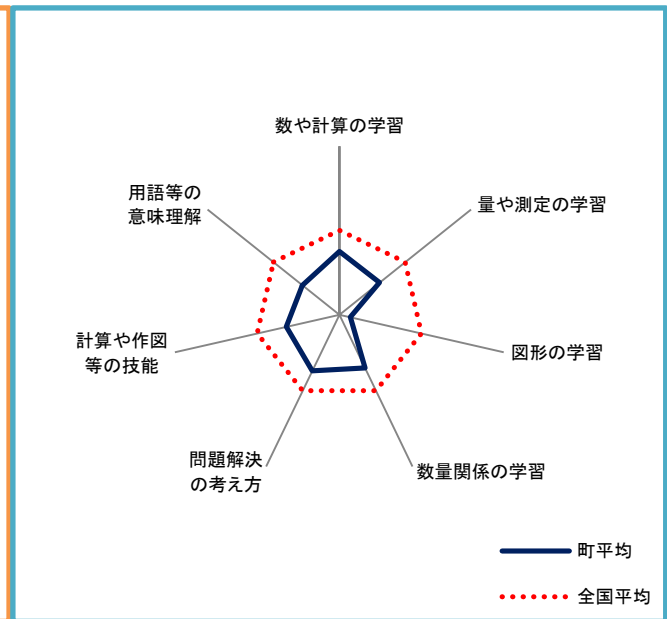 数や計算の学習
用語等の
意味理解
量や測定の学習
計算や作図
等の技能
図形の学習
問題解決
の考え方
数量関係の学習
町平均
全国平均